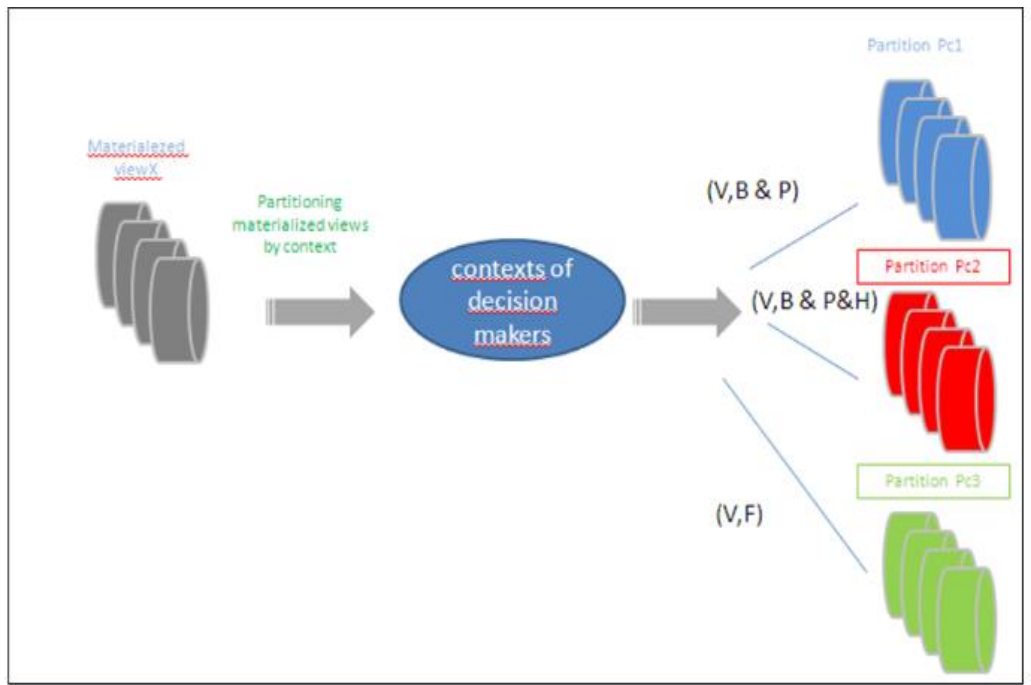 Partition Pc1
Materialezed
viewX
Partitioning
materialized views
by context
(V,B & P)
contexts of
decision
makers
Partition Pc2
(V,B & P&H)
Partition Pc3
(V,F)